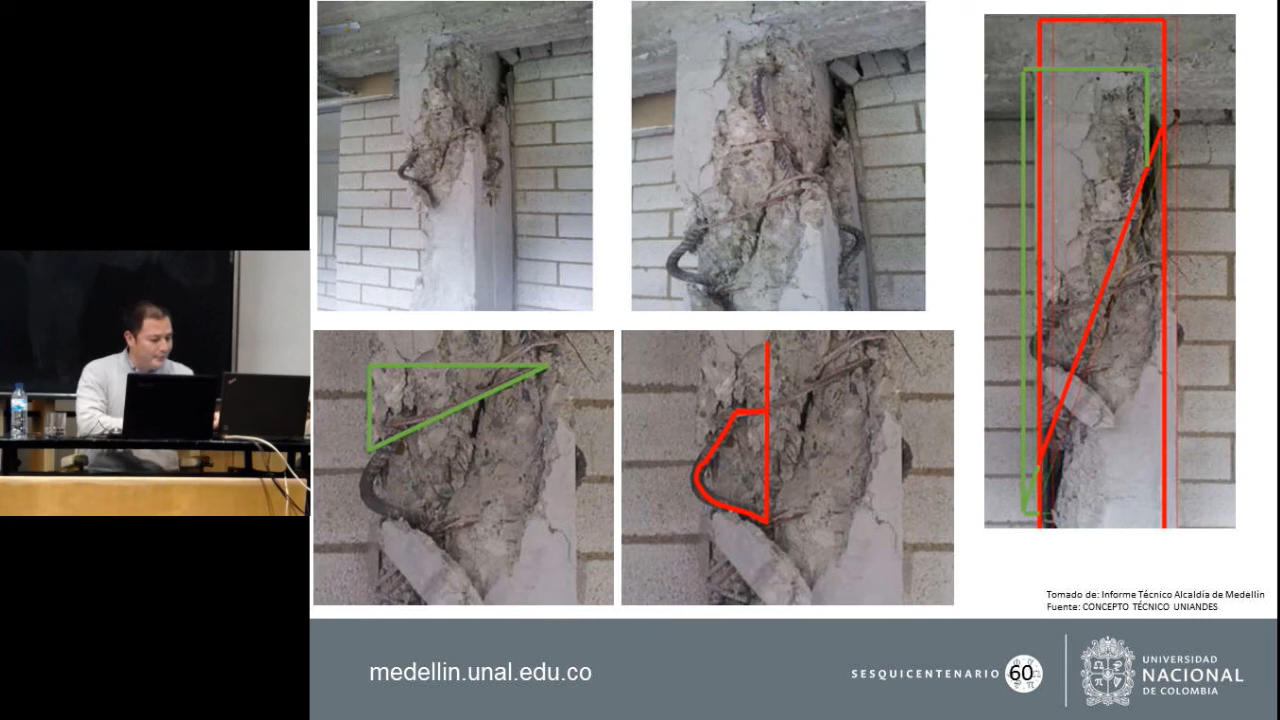 Tomado de: Informe Técnico Alcaldía de Medellín
Fuente: CONCEPTO TÉCNICO UNIANDES
medellin.unal.edu.co
SESQUICENTENARIO 60
UNIVERSIDAD
NACIONAL
DE COLOMBIA